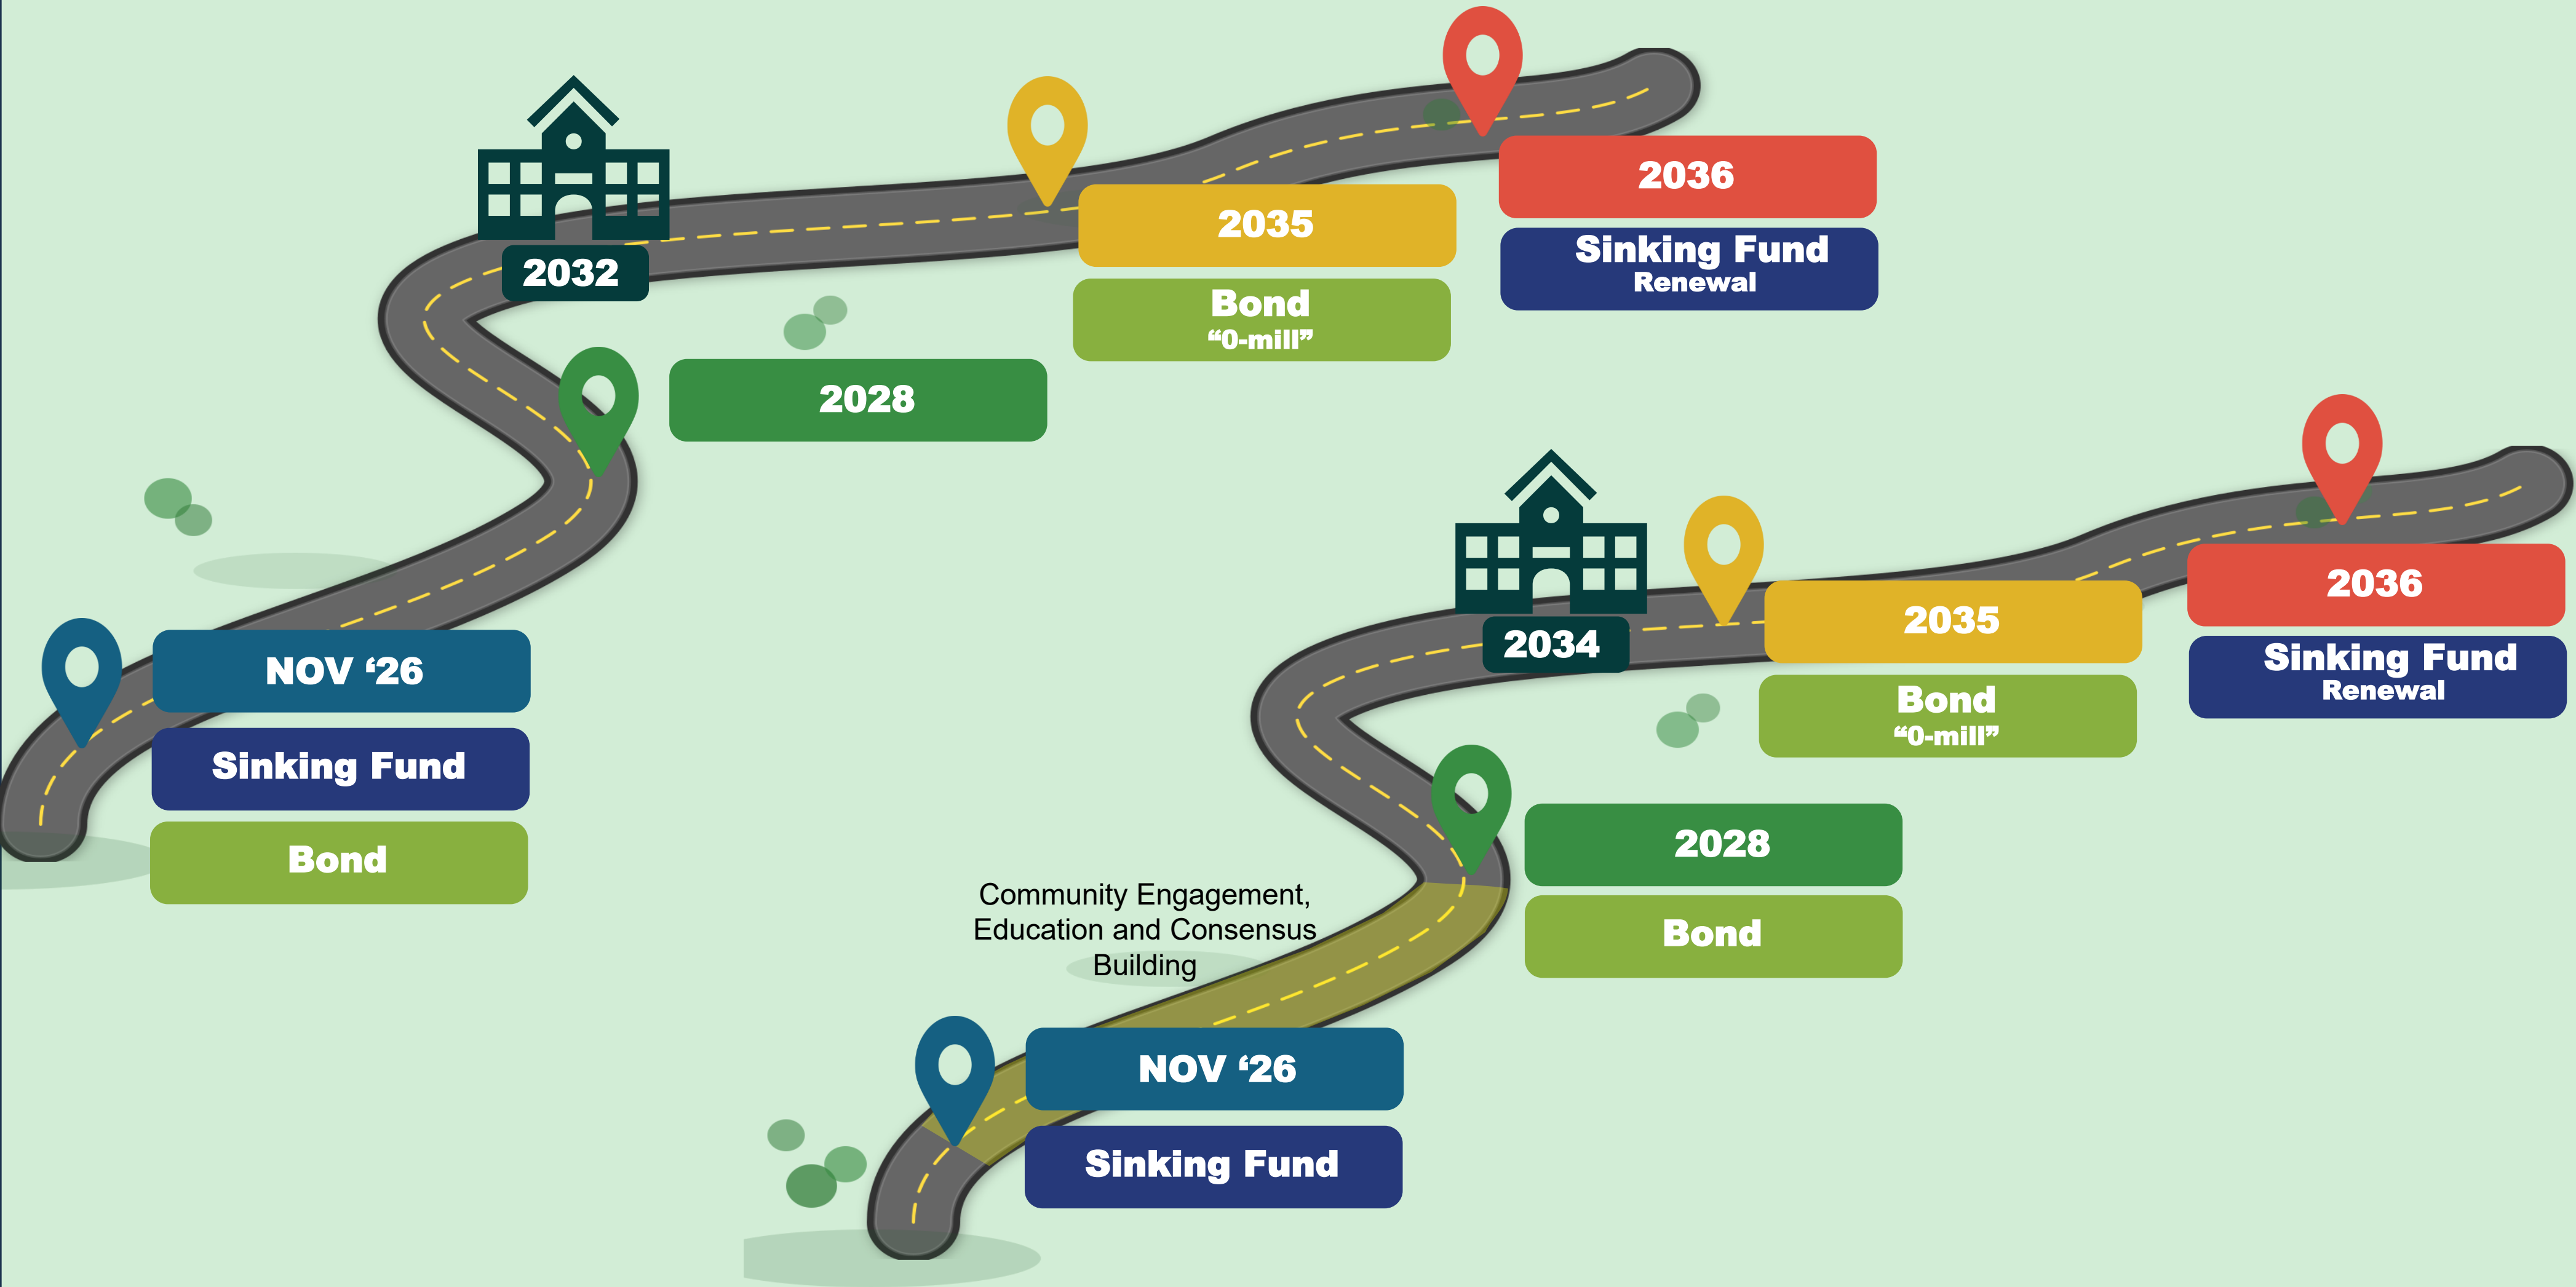 2036
Sinking Fund
Renewal
2035
Bond
“0-mill”
2032
2028
NOV ‘26
Sinking Fund
Bond
2036
Sinking Fund
Renewal
2035
Bond
“0-mill”
2034
2028
Bond
Community Engagement,
Education and Consensus
Building
NOV ‘26
Sinking Fund